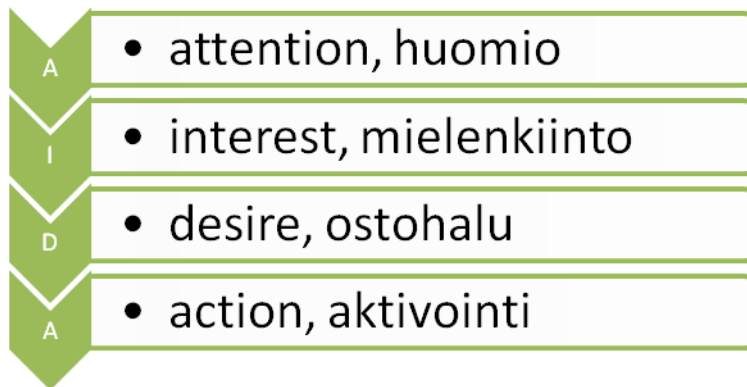 A
• attention, huomio
I
• interest, mielenkiinto
D
• desire, ostohalu
A
• action, aktivointi